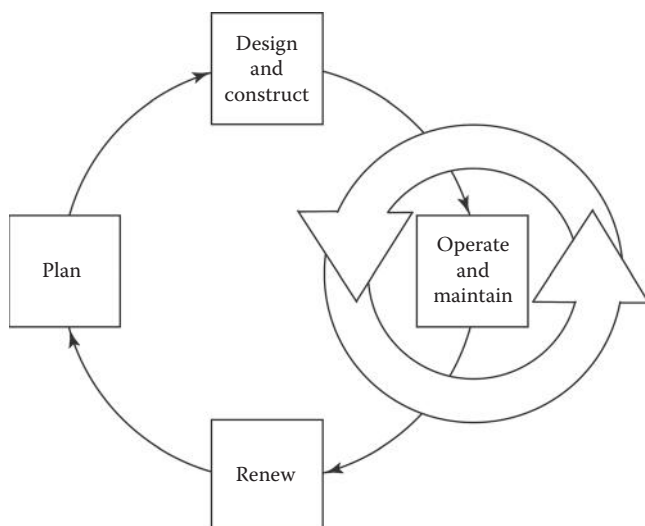 Design
and
construct
Plan
Operate
and
maintain
Renew